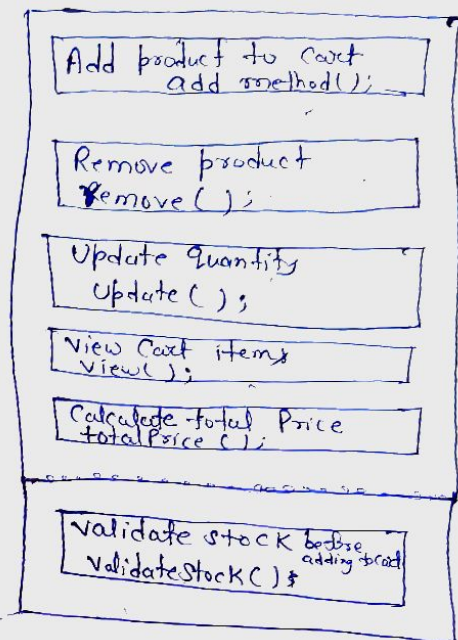 Add product to Cart
add method();
Remove product
Remove();
Update Quantity
Update();
View Cart items
View();
Calculate total Price
totalPrice();
Validate stock before adding to cart
ValidateStock();